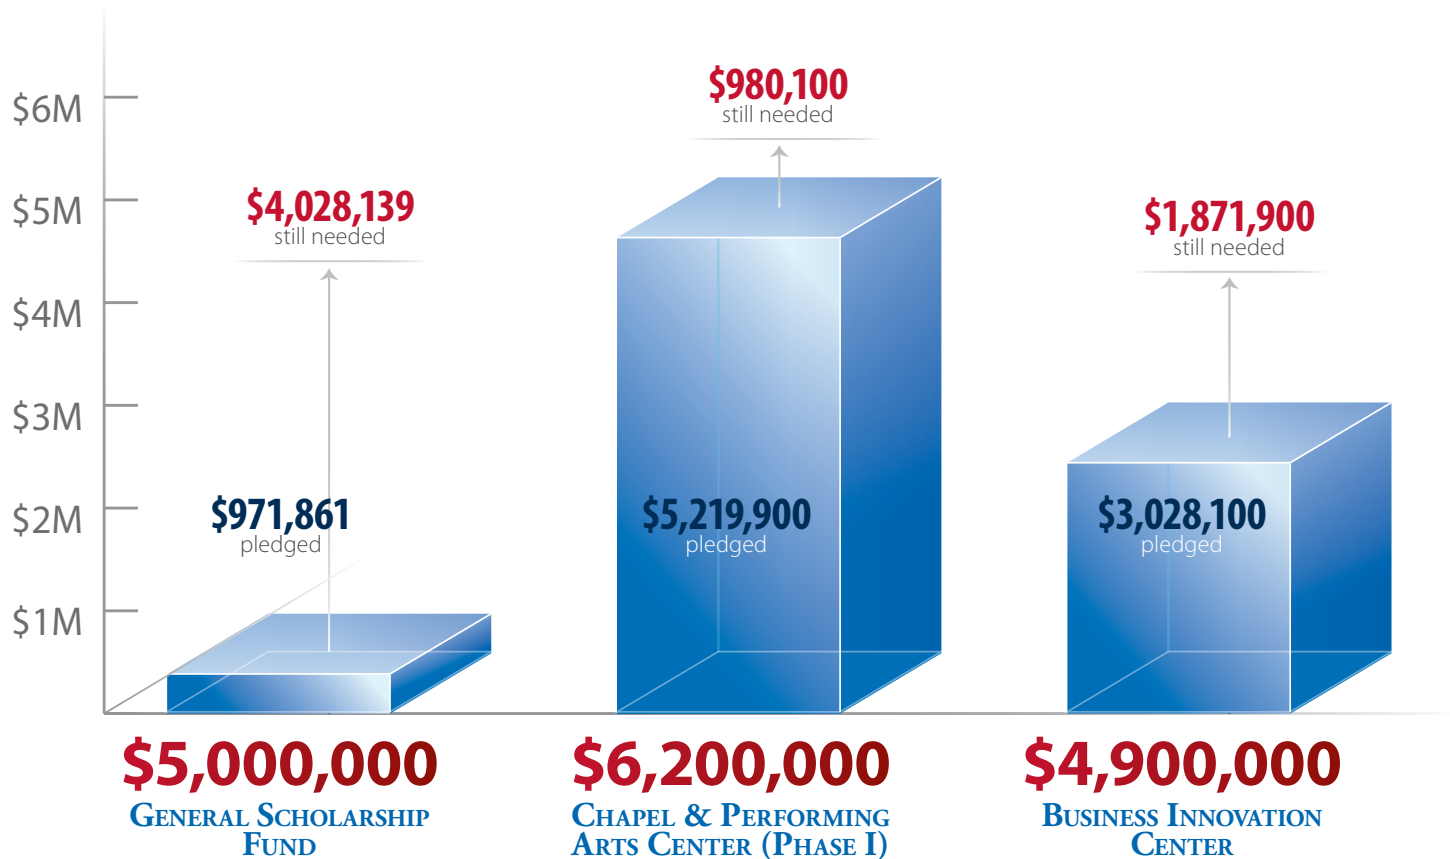 $6M
$5M
$4M
$3M
$2M
$1M
$4,028,139
still needed
$971,861
pledged
$980,100
still needed
$5,219,900
pledged
$1,871,900
still needed
$3,028,100
pledged
$5,000,000
GENERAL SCHOLARSHIP
FUND
$6,200,000
CHAPEL & PERFORMING
ARTS CENTER (PHASE I)
$4,900,000
BUSINESS INNOVATION
CENTER